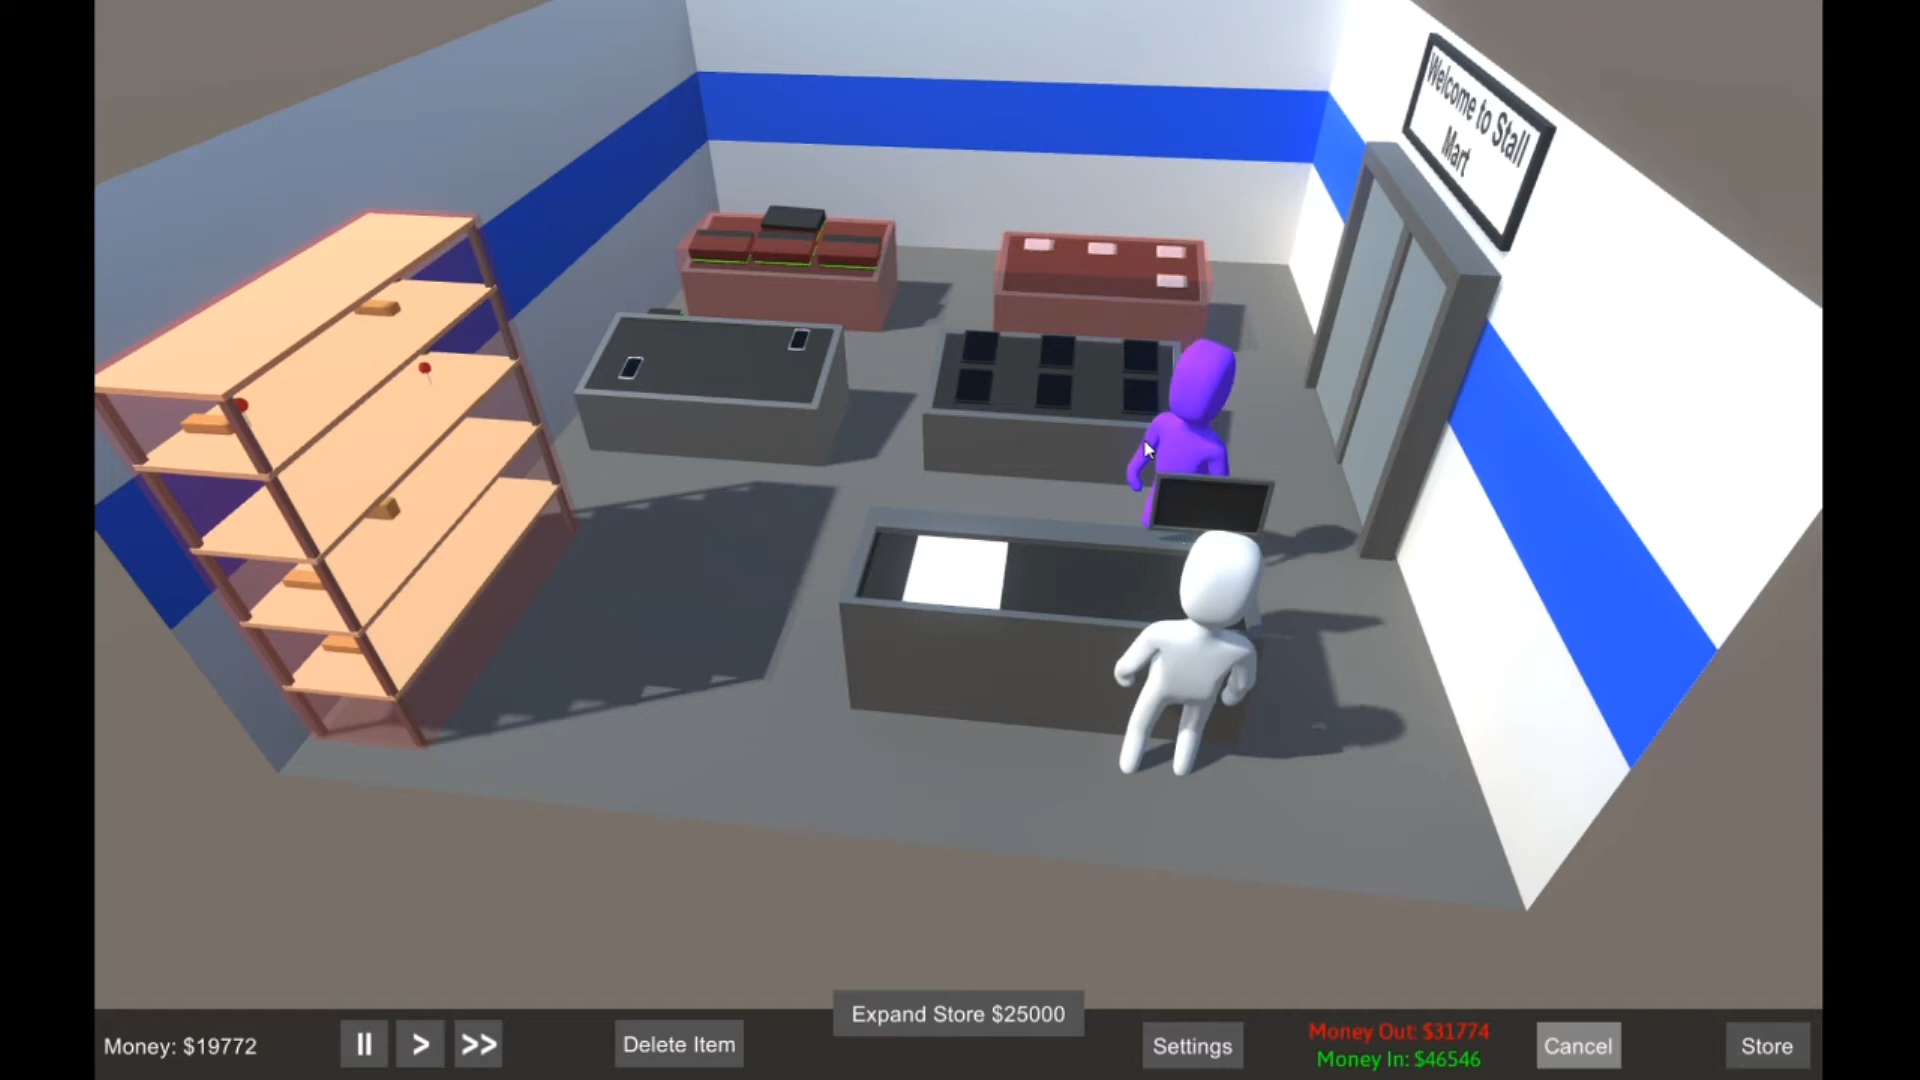 Welcome to Stall
Mart
Expand Store $25000
Money: $19772
Delete Item
Settings
Money Out: $31774
Money In: $46546
Cancel
Store